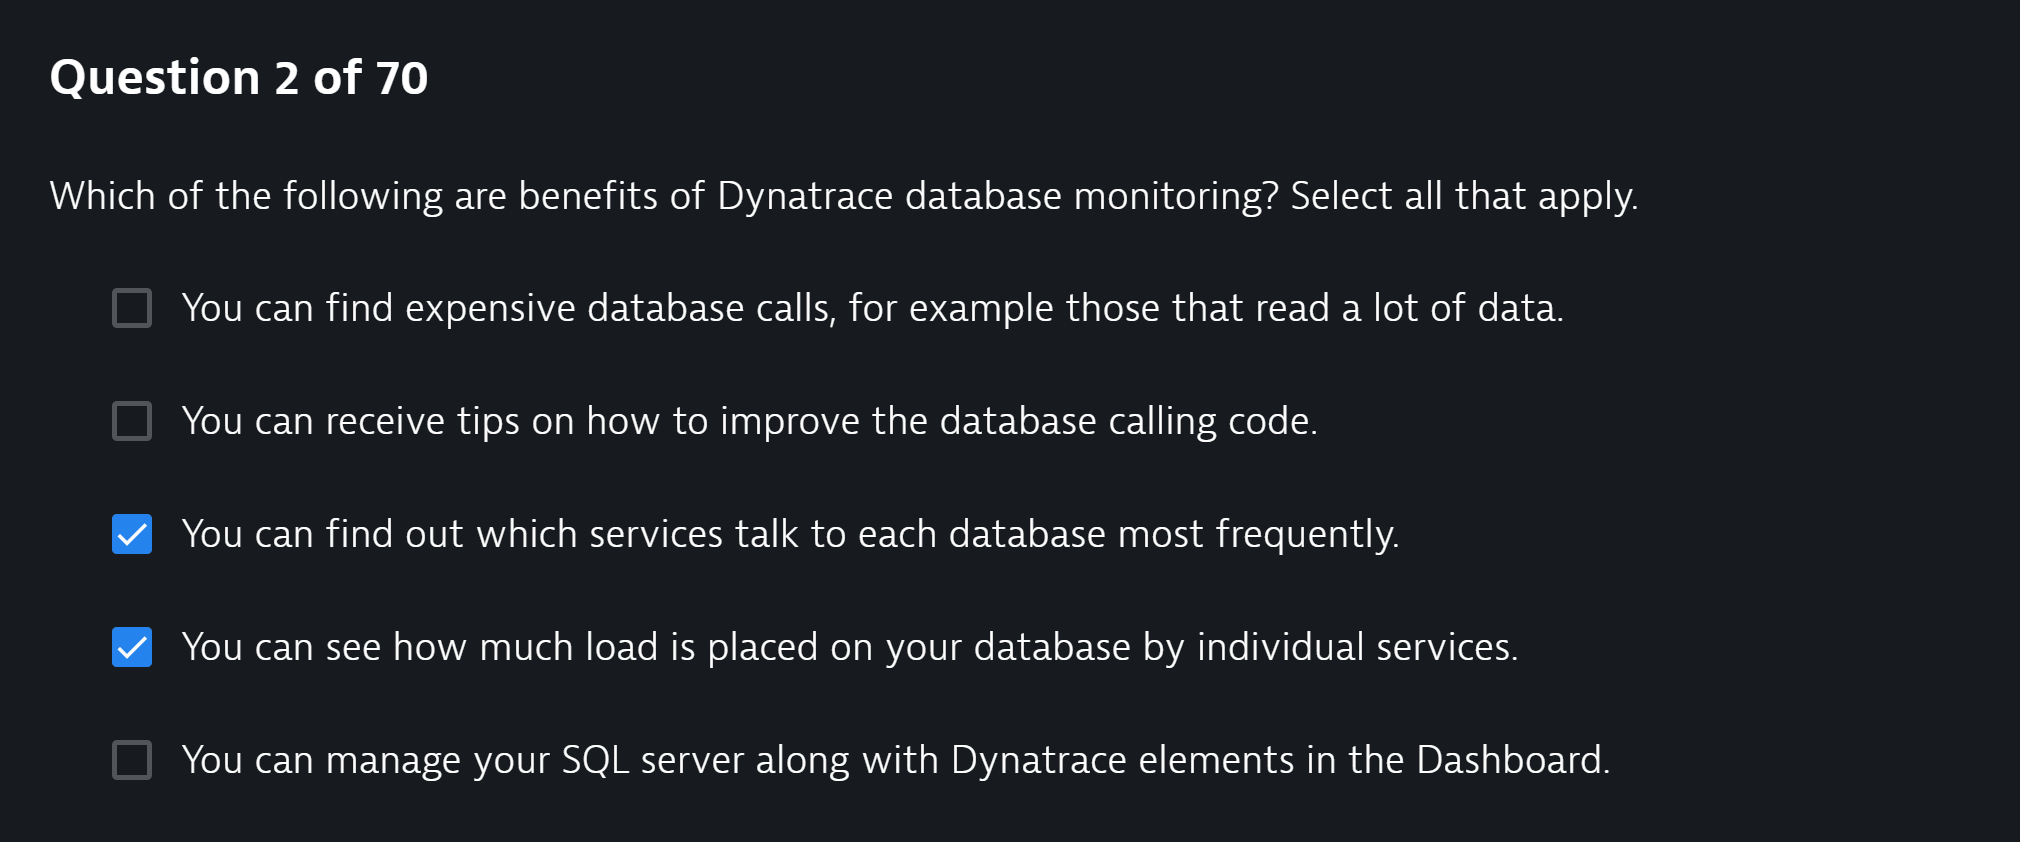 Question 2 of 70
Which of the following are benefits of Dynatrace database monitoring? Select all that apply.
You can find expensive database calls, for example those that read a lot of data.
You can receive tips on how to improve the database calling code.
You can find out which services talk to each database most frequently.
You can see how much load is placed on your database by individual services.
You can manage your SQL server along with Dynatrace elements in the Dashboard.